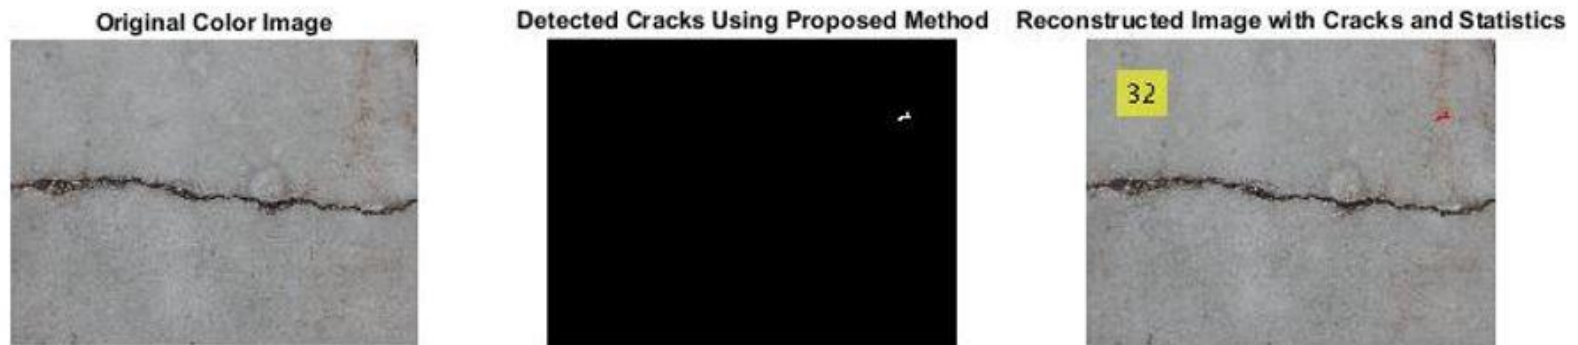 Original Color Image
Detected Cracks Using Proposed Method
Reconstructed Image with Cracks and Statistics
32